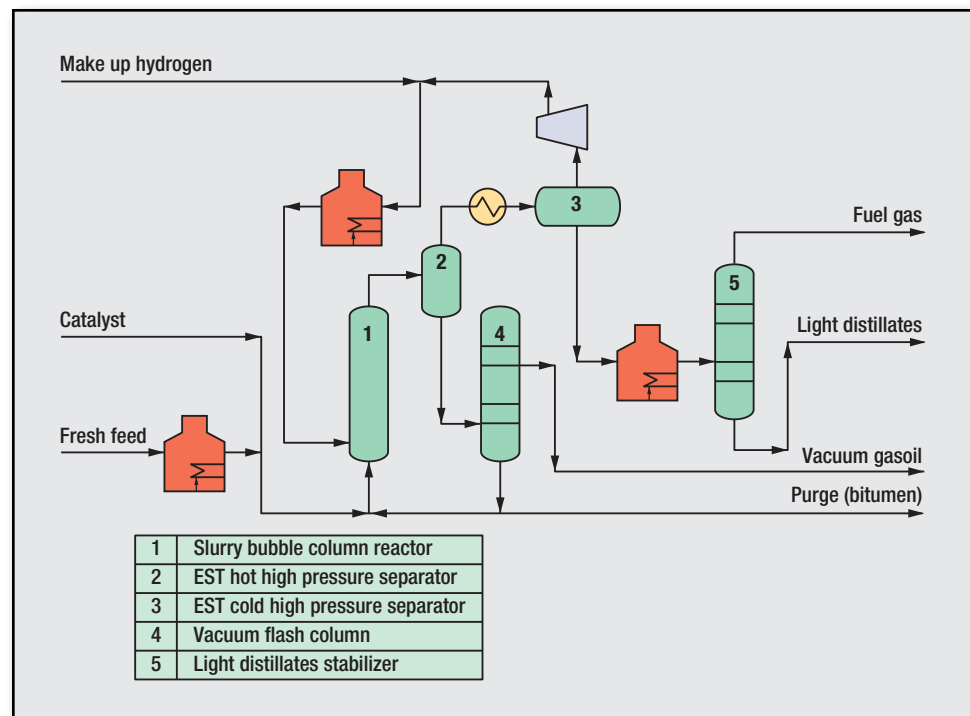 Make up hydrogen
3
Fuel gas
2
5
Catalyst
1
4
Light distillates
Fresh feed
Vacuum gasoil
Purge (bitumen)
1 Slurry bubble column reactor
2 EST hot high pressure separator
3 EST cold high pressure separator
4 Vacuum flash column
5 Light distillates stabilizer